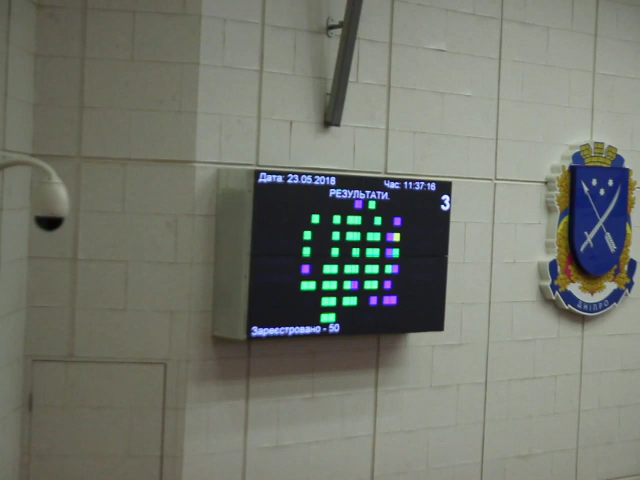 Дата: 23.05.2018 Час: 11:37:16
РЕЗУЛЬТАТИ.
3
Зареєстровано - 50
ДНІПРО